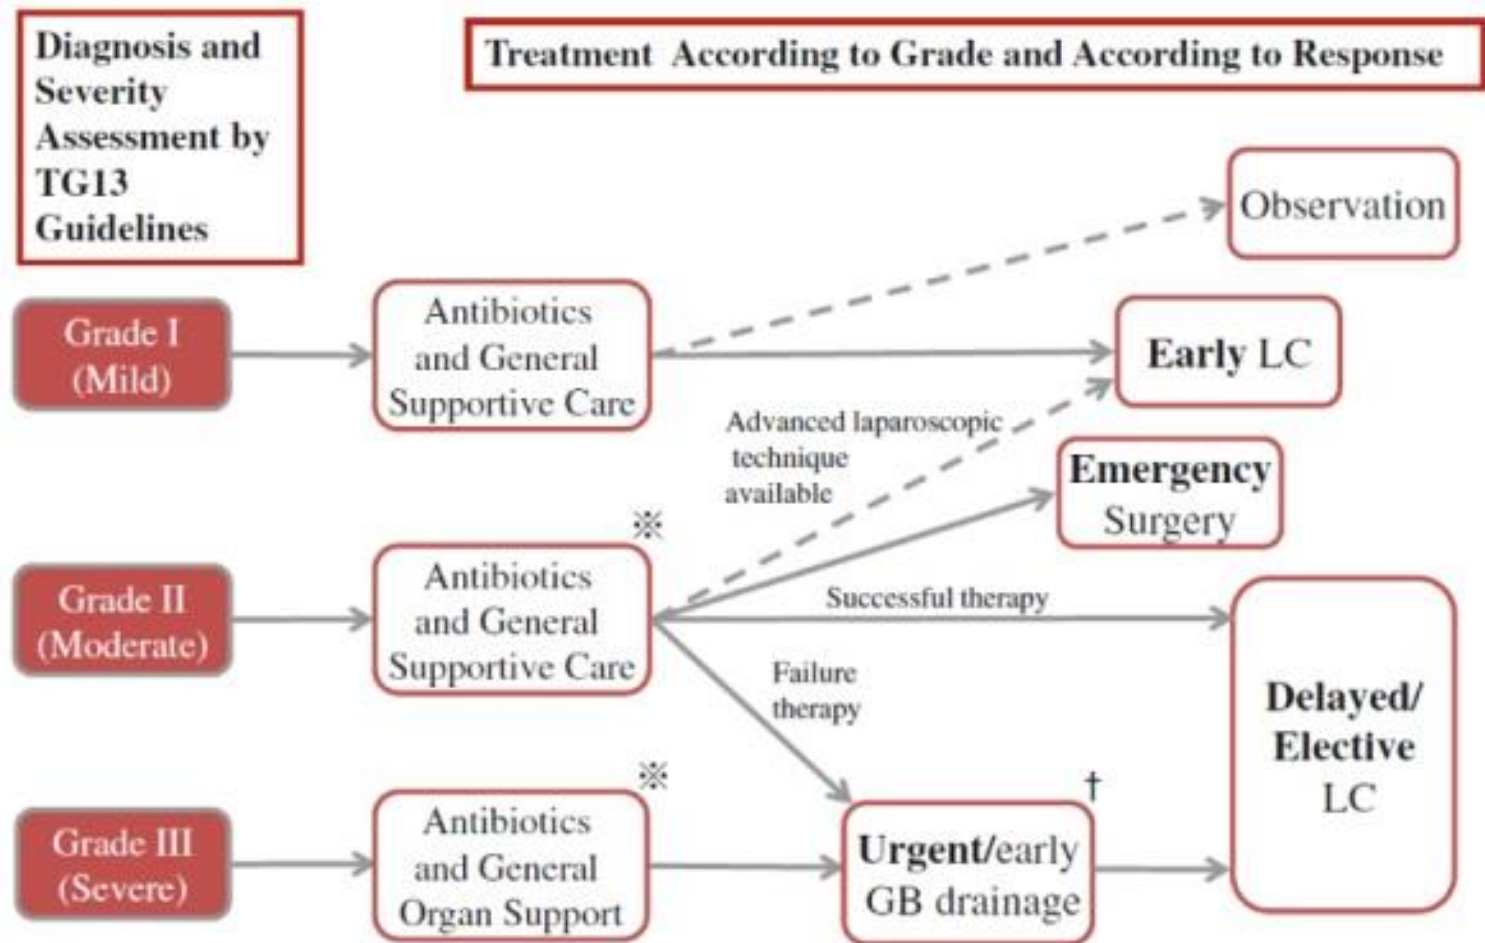 Diagnosis and
Severity
Assessment by
TG13
Guidelines
Treatment According to Grade and According to Response
Observation
Grade I
(Mild)
Antibiotics
and General
Supportive Care
Early LC
Advanced laparoscopic
technique
available
Emergency
Surgery
※
Grade II
(Moderate)
Antibiotics
and General
Supportive Care
Successful therapy
Failure
therapy
Delayed/
Elective
LC
※
Grade III
(Severe)
Antibiotics
and General
Organ Support
†
Urgent/early
GB drainage